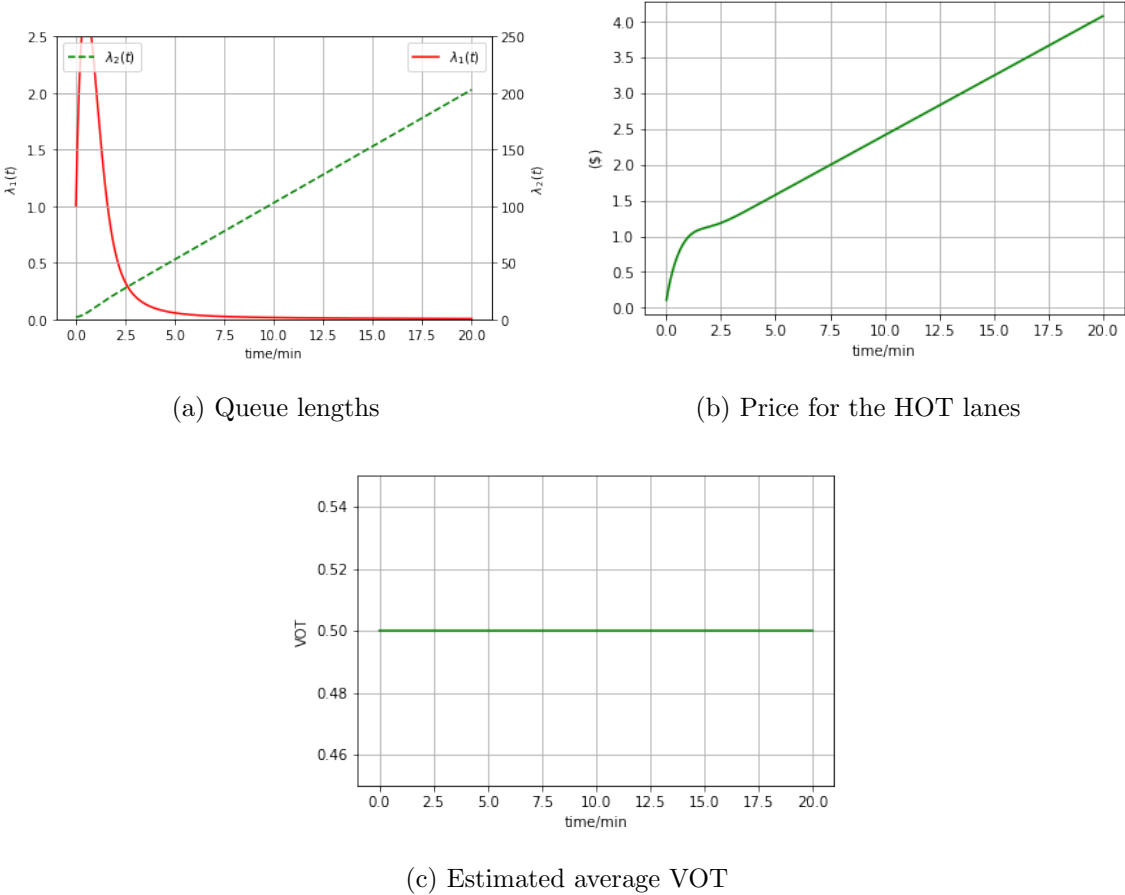 2.5
2.0
1.5
1.0
0.5
0.0
λ₁(t)
λ₂(t)
λ₁(t)
250
200
150
100
50
0
λ₂(t)
0.0 2.5 5.0 7.5 10.0 12.5 15.0 17.5 20.0
time/min
(a) Queue lengths
4.0
3.5
3.0
2.5
2.0
1.5
1.0
0.5
0.0
($)
0.0 2.5 5.0 7.5 10.0 12.5 15.0 17.5 20.0
time/min
(b) Price for the HOT lanes
0.54
0.52
0.50
0.48
0.46
VOT
0.0 2.5 5.0 7.5 10.0 12.5 15.0 17.5 20.0
time/min
(c) Estimated average VOT